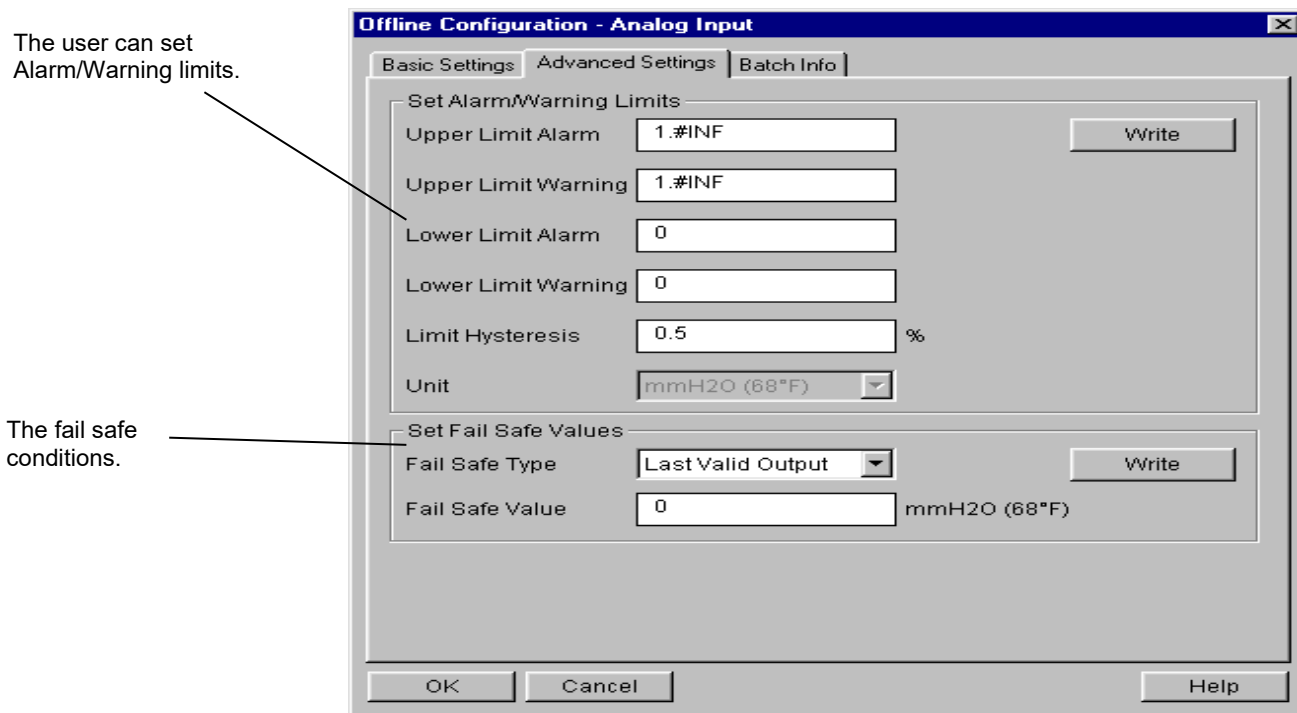 The user can set
Alarm/Warning limits.
The fail safe
conditions.
Offline Configuration - Analog Input
Basic Settings Advanced Settings Batch Info
Set Alarm/Warning Limits
Upper Limit Alarm 1.#INF Write
Upper Limit Warning 1.#INF
Lower Limit Alarm 0
Lower Limit Warning 0
Limit Hysteresis 0.5 %
Unit mmH2O (68°F)
Set Fail Safe Values
Fail Safe Type Last Valid Output Write
Fail Safe Value 0 mmH2O (68°F)
OK Cancel Help